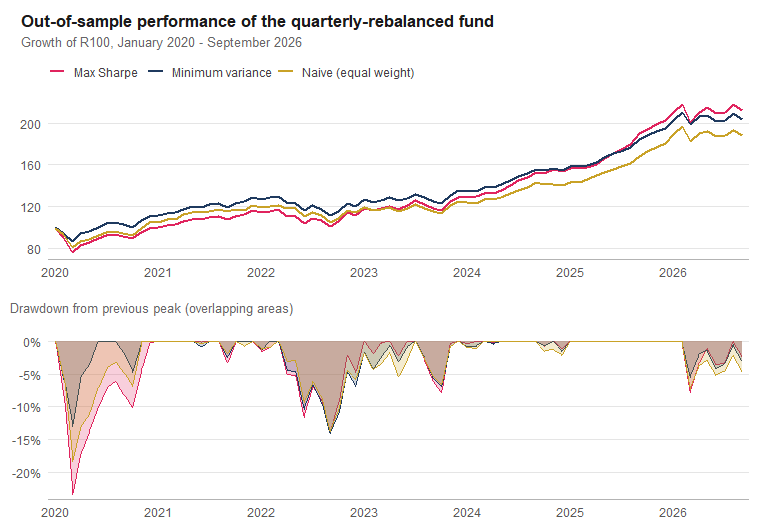 Out-of-sample performance of the quarterly-rebalanced fund
Growth of R100, January 2020 - September 2026
Max Sharpe Minimum variance Naive (equal weight)
200
160
120
80
2020 2021 2022 2023 2024 2025 2026
Drawdown from previous peak (overlapping areas)
0%
-5%
-10%
-15%
-20%
2020 2021 2022 2023 2024 2025 2026